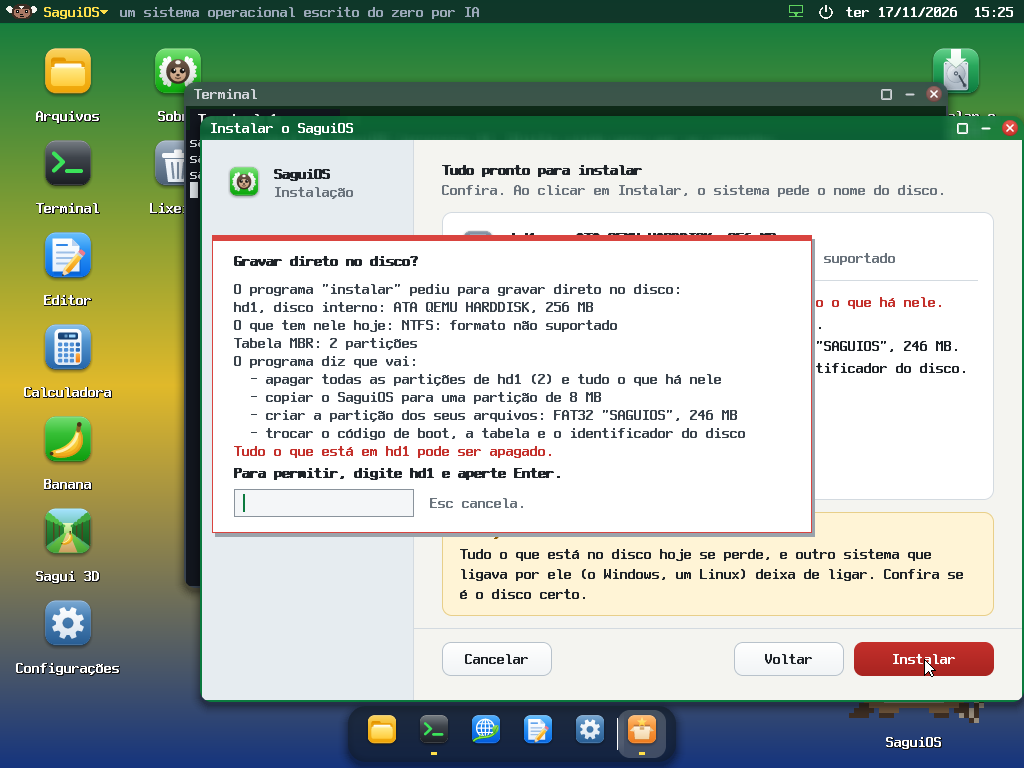 SaguiOS um sistema operacional escrito do zero por IA
ter 17/11/2026 15:25
Arquivos
Terminal
Editor
Calculadora
Banana
Sagui 3D
Configurações
Terminal
Instalar o SaguiOS
SaguiOS
Instalação
Tudo pronto para instalar
Confira. Ao clicar em Instalar, o sistema pede o nome do disco.
suportado
o o que há nele.
"SAGUIOS", 246 MB.
tificador do disco.
Gravar direto no disco?
O programa "instalar" pediu para gravar direto no disco:
hd1, disco interno: ATA QEMU HARDDISK, 256 MB
O que tem nele hoje: NTFS: formato não suportado
Tabela MBR: 2 partições
O programa diz que vai:
- apagar todas as partições de hd1 (2) e tudo o que há nele
- copiar o SaguiOS para uma partição de 8 MB
- criar a partição dos seus arquivos: FAT32 "SAGUIOS", 246 MB
- trocar o código de boot, a tabela e o identificador do disco
Tudo o que está em hd1 pode ser apagado.
Para permitir, digite hd1 e aperte Enter.
Esc cancela.
Tudo o que está no disco hoje se perde, e outro sistema que
ligava por ele (o Windows, um Linux) deixa de ligar. Confira se
é o disco certo.
Cancelar
Voltar
Instalar
SaguiOS